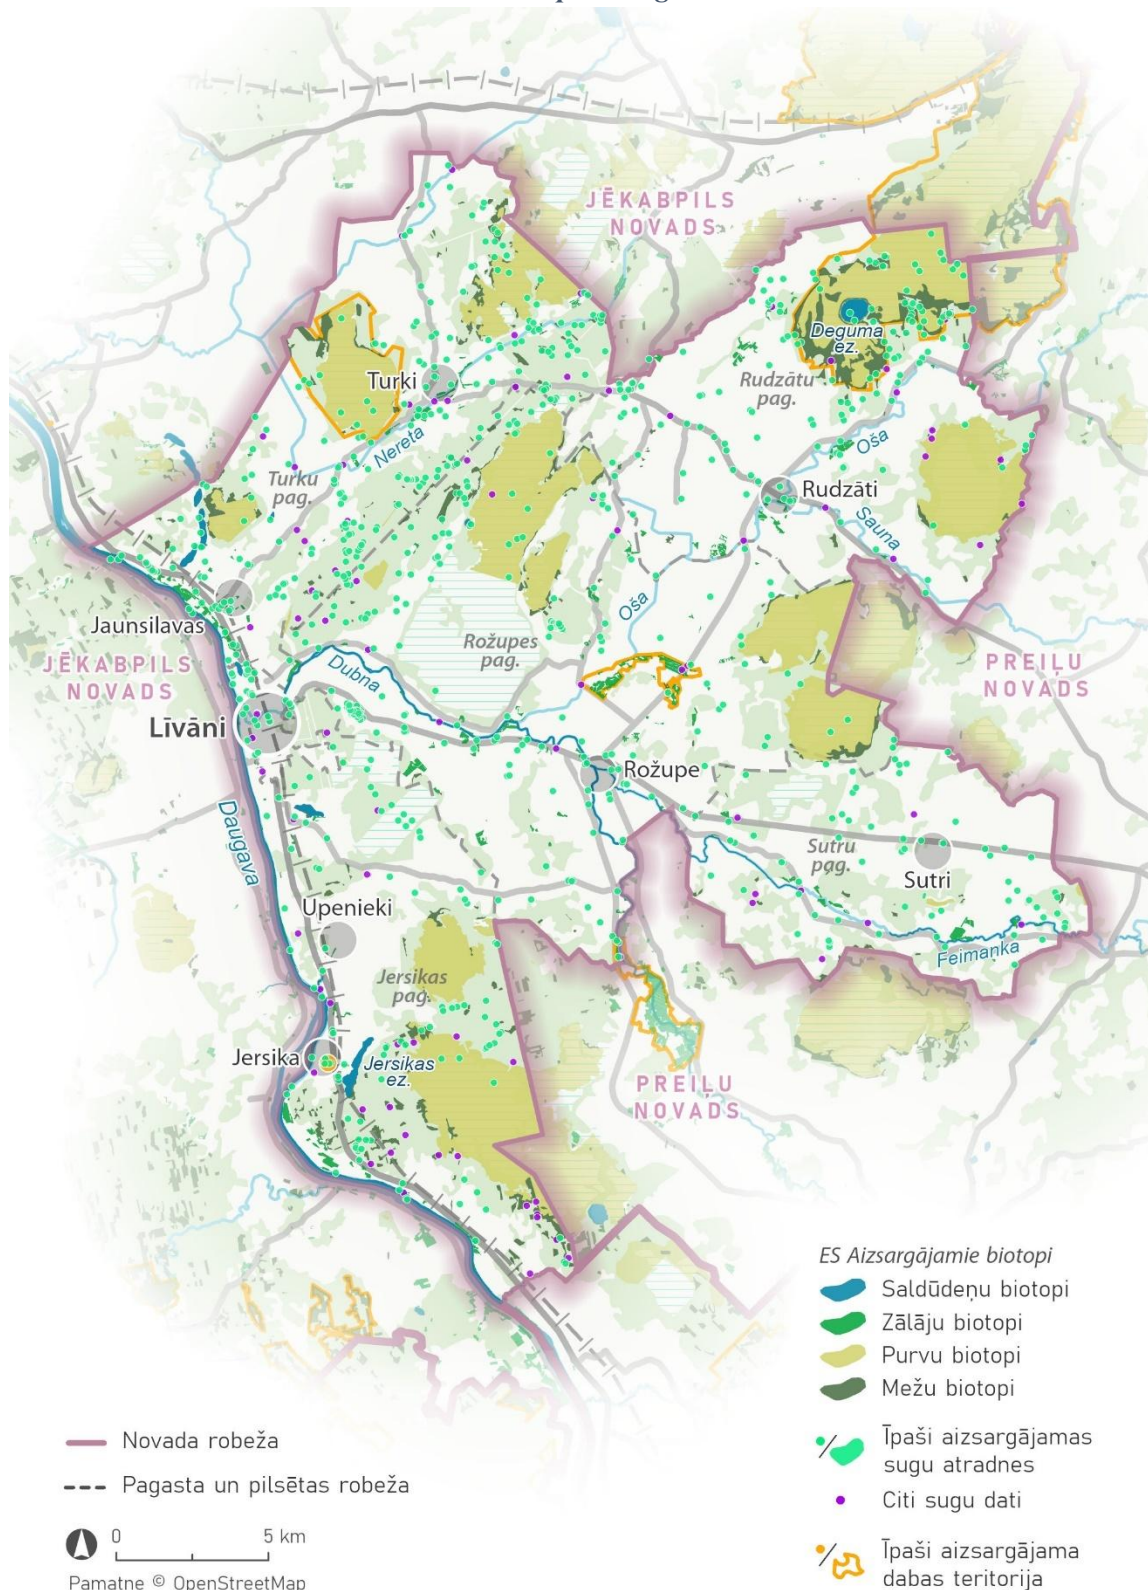 JĒKABPILS
NOVADS
Deguma
ez.
Turki
Rudzātu
pag.
Nereta
Oša
Turku
pag.
Rudzāti
Sauna
Oša
Jaunsilavas
Rožupes
pag.
JĒKABPILS
NOVADS
Dubna
PREIĻU
NOVADS
Līvāni
Rožupe
Daugava
Sutru
pag.
Sutri
Upenieki
Feimanka
Jersikas
pag.
Jersika
Jersikas
ez.
PREIĻU
NOVADS
ES Aizsargājamie biotopi
Saldūdeņu biotopi
Zālāju biotopi
Purvu biotopi
Mežu biotopi
Īpaši aizsargājamas
sugu atradnes
Citi sugu dati
Īpaši aizsargājama
dabas teritorija
Novada robeža
Pagasta un pilsētas robeža
0 5 km
Pamatne © OpenStreetMap